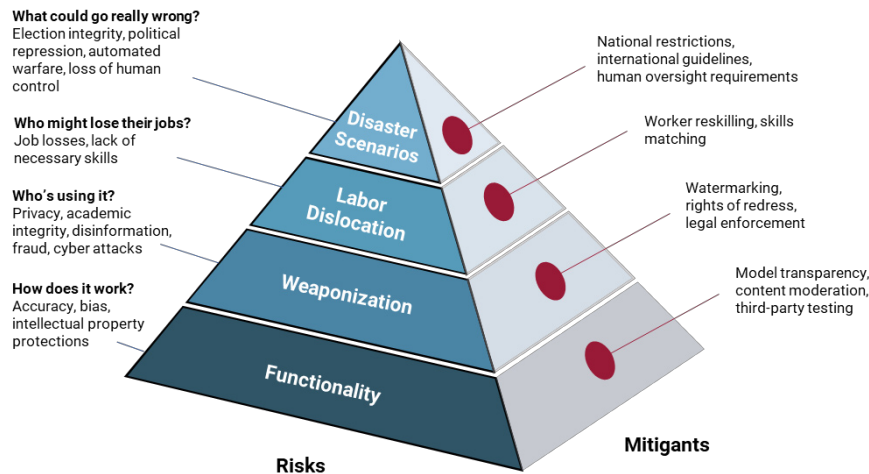 What could go really wrong?
Election integrity, political
repression, automated
warfare, loss of human
control
Who might lose their jobs?
Job losses, lack of
necessary skills
Who's using it?
Privacy, academic
integrity, disinformation,
fraud, cyber attacks
How does it work?
Accuracy, bias,
intellectual property
protections
Disaster
Scenarios
Labor
Dislocation
Weaponization
Functionality
National restrictions,
international guidelines,
human oversight requirements
Worker reskilling, skills
matching
Watermarking,
rights of redress,
legal enforcement
Model transparency,
content moderation,
third-party testing
Risks
Mitigants